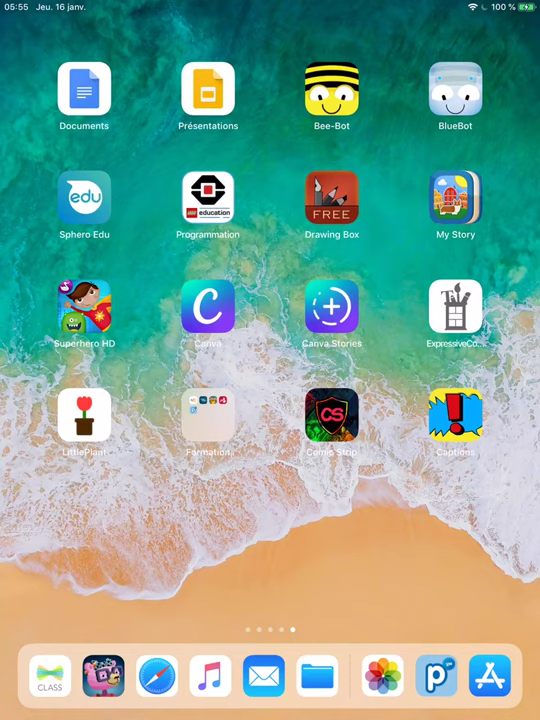 05:55 Jeu. 16 janv. 100 %
Documents
Présentations
Bee-Bot
BlueBot
edu
education
FREE
Sphero Edu
Programmation
Drawing Box
My Story
C
Superhero HD
Canva
Canva Stories
ExpressiveCo...
CS
LittlePlant
Formation
Comic Strip
Captions
CLASS
p